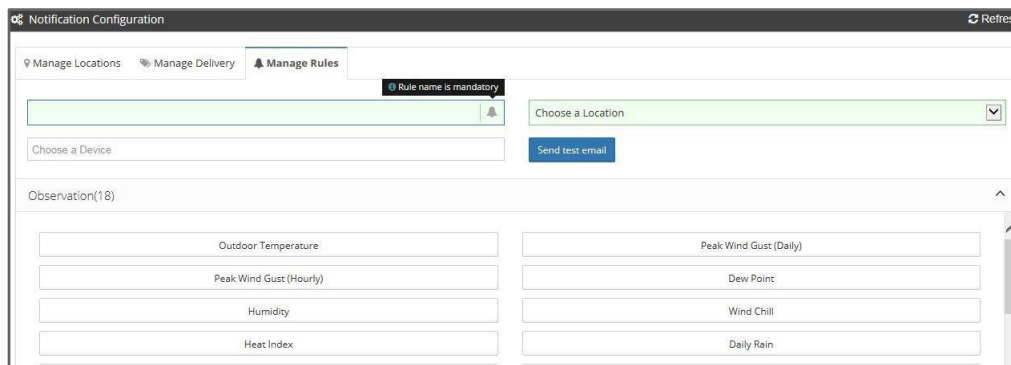 Notification Configuration
Refres
Manage Locations Manage Delivery Manage Rules
Rule name is mandatory
Choose a Location
Choose a Device
Send test email
Observation(18)
Outdoor Temperature
Peak Wind Gust (Daily)
Peak Wind Gust (Hourly)
Dew Point
Humidity
Wind Chill
Heat Index
Daily Rain